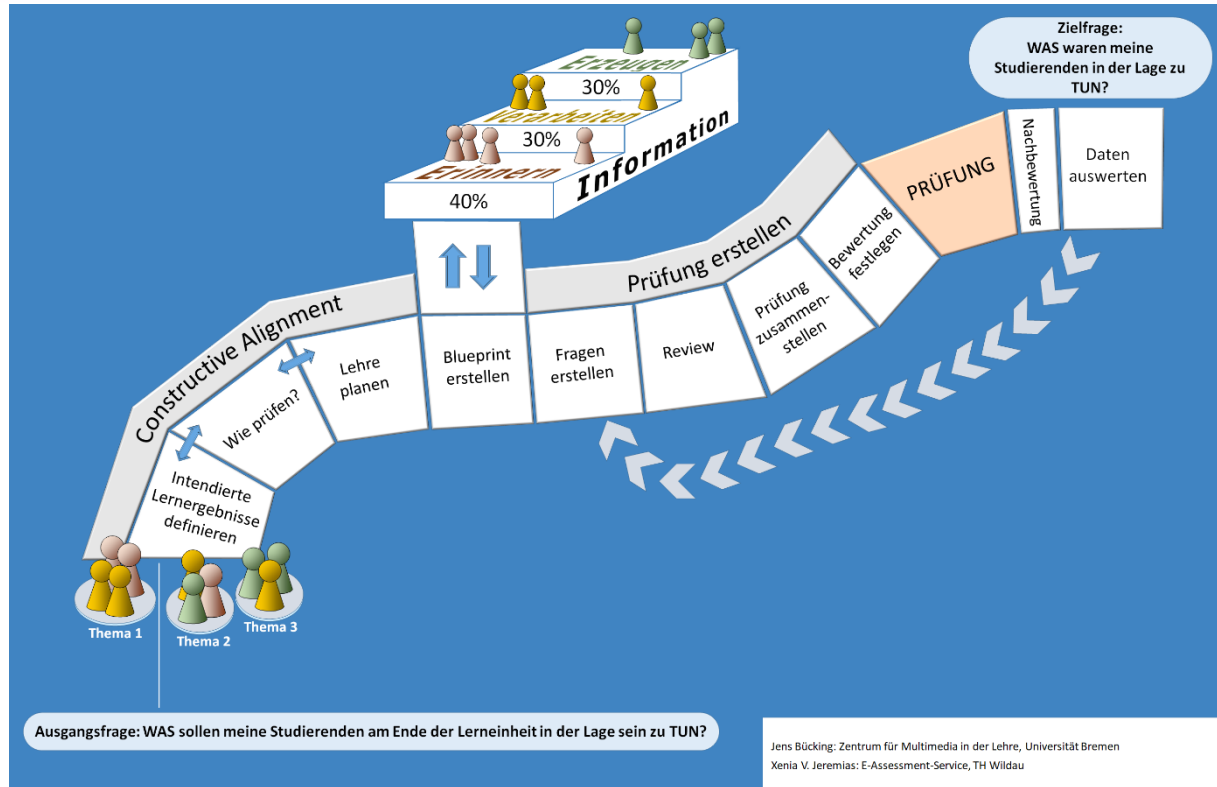 Zielfrage:
WAS waren meine
Studierenden in der Lage zu
TUN?
Erzeugen
30%
Verarbeiten
30%
Erinnern
40%
Information
Constructive Alignment
Prüfung erstellen
Intendierte
Lernergebnisse
definieren
Wie prüfen?
Lehre
planen
Blueprint
erstellen
Fragen
erstellen
Review
Prüfung
zusammen-
stellen
Bewertung
festlegen
PRÜFUNG
Nachbewertung
Daten
auswerten
Thema 1
Thema 2
Thema 3
Ausgangsfrage: WAS sollen meine Studierenden am Ende der Lerneinheit in der Lage sein zu TUN?
Jens Bücking: Zentrum für Multimedia in der Lehre, Universität Bremen
Xenia V. Jeremias: E-Assessment-Service, TH Wildau